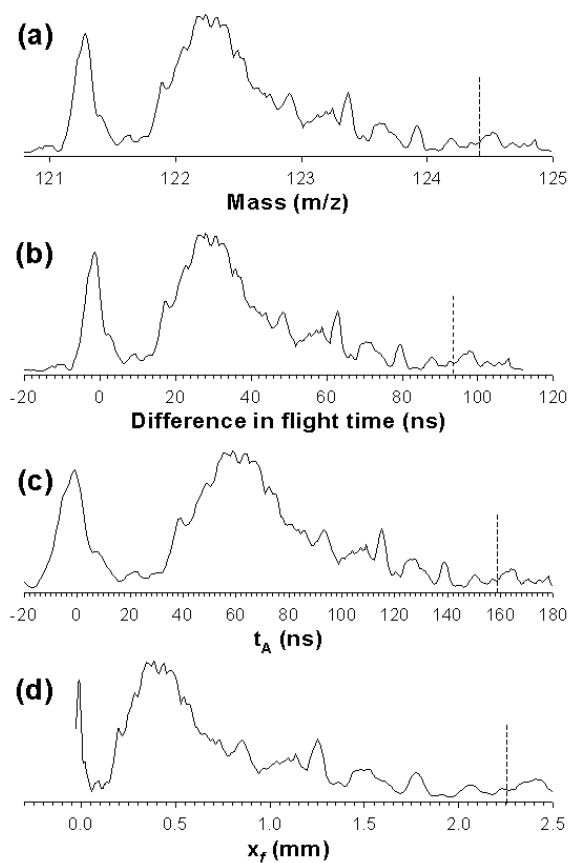 (a)
121 122 123 124 125
Mass (m/z)
(b)
-20 0 20 40 60 80 100 120
Difference in flight time (ns)
(c)
-20 0 20 40 60 80 100 120 140 160 180
tA (ns)
(d)
0.0 0.5 1.0 1.5 2.0 2.5
xf (mm)